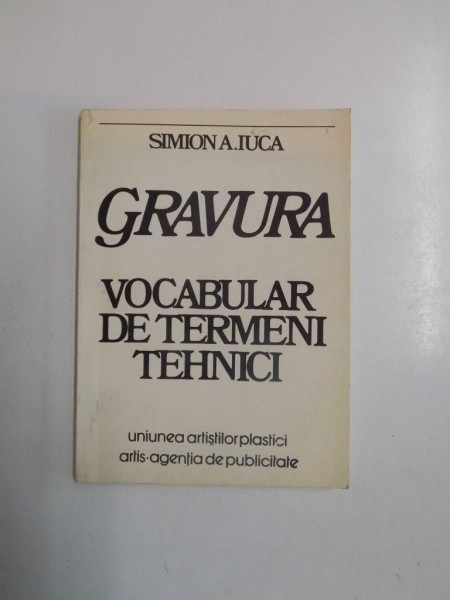 SIMION A. IUCA
GRAVURA
VOCABULAR
DE TERMENI
TEHNICI
uniunea artiștilor plastici
artis-agenția de publicitate